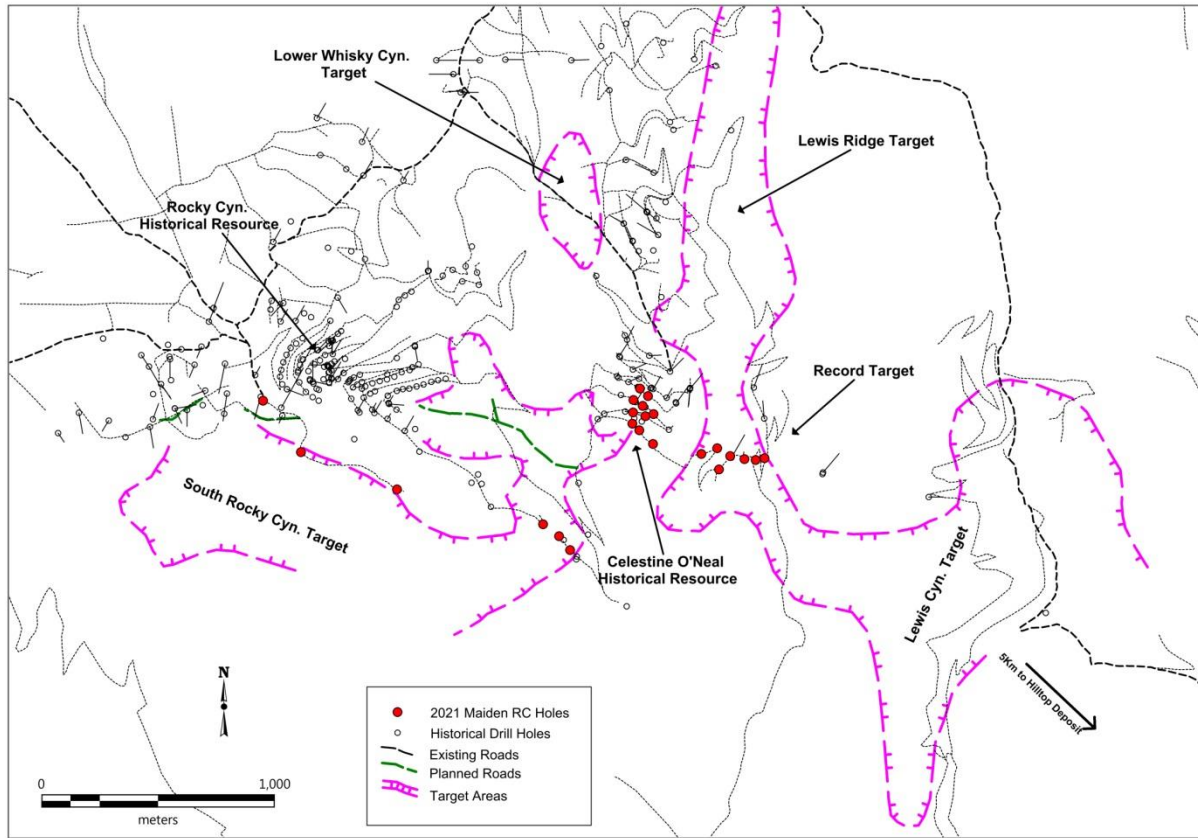 Lower Whisky Cyn.
Target
Lewis Ridge Target
Rocky Cyn.
Historical Resource
Record Target
South Rocky Cyn. Target
Celestine O'Neal
Historical Resource
Lewis Cyn. Target
5Km to Hilltop Deposit
N
2021 Maiden RC Holes
Historical Drill Holes
Existing Roads
Planned Roads
Target Areas
0 1,000
meters